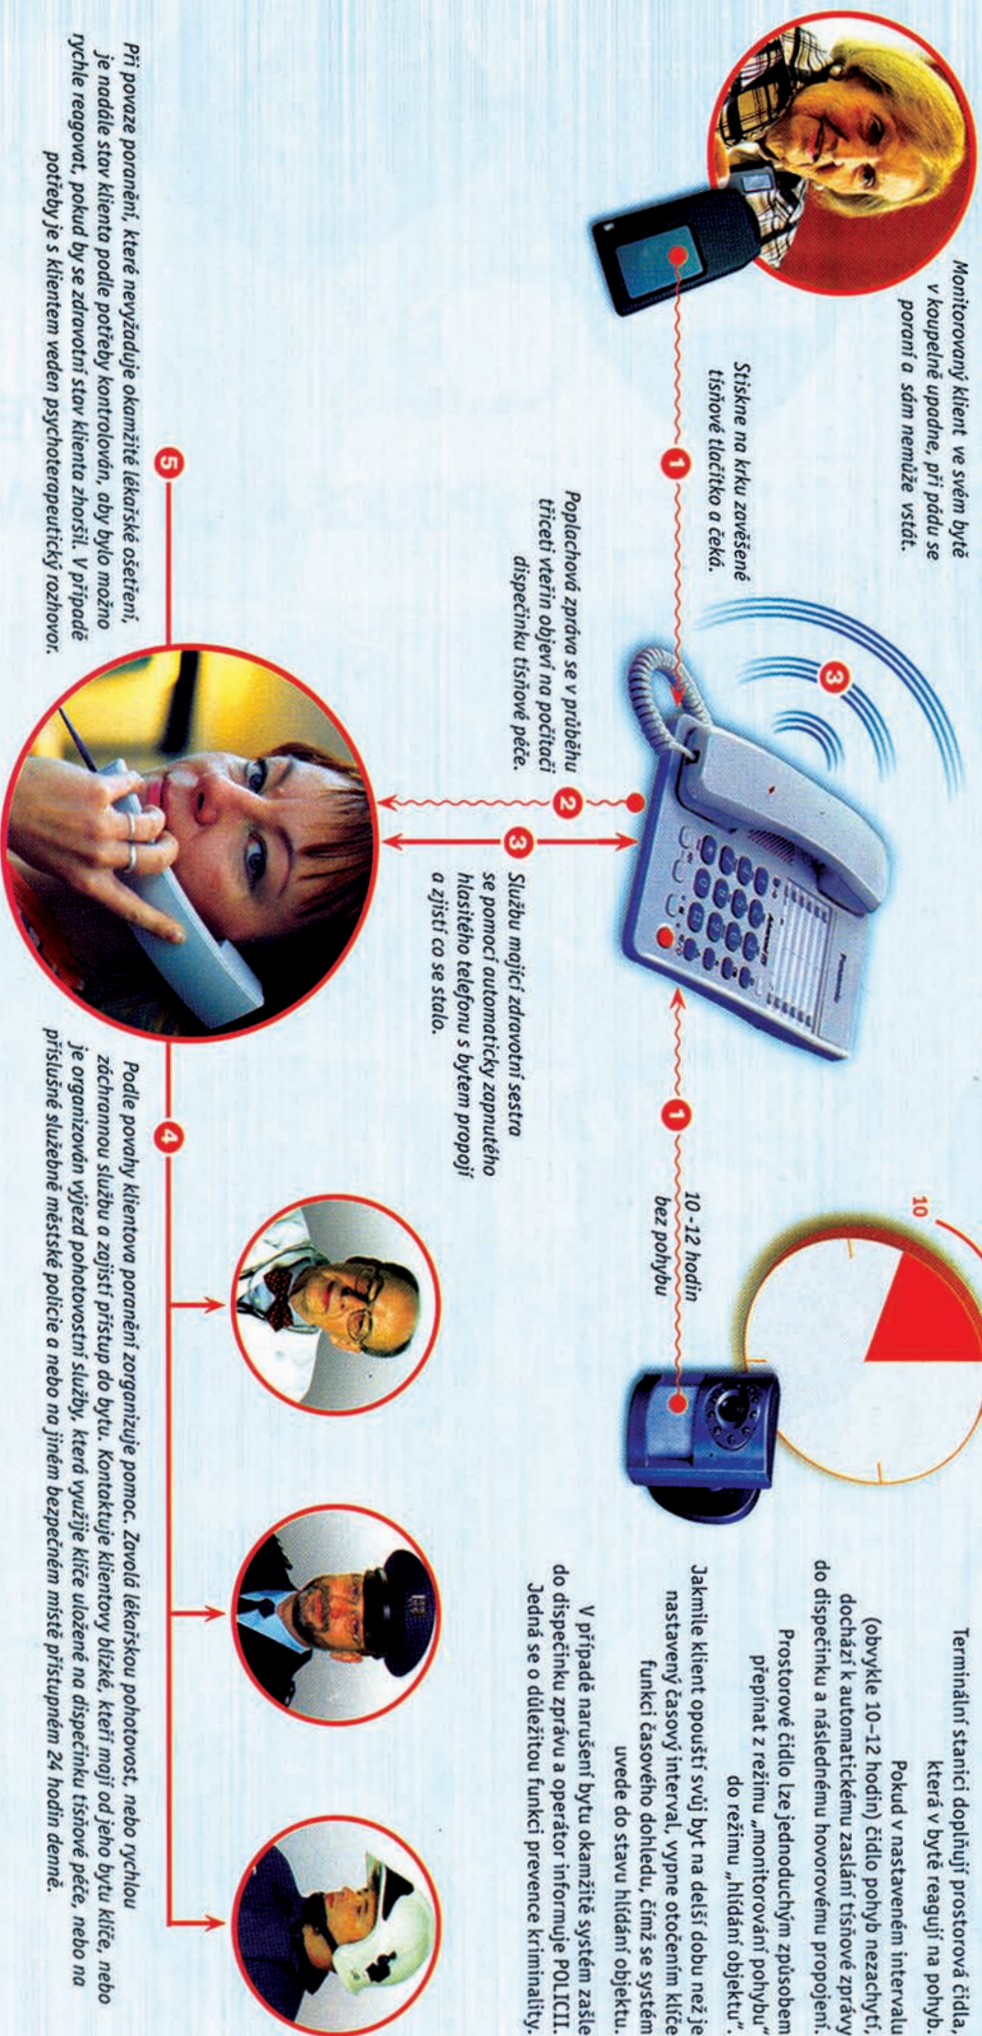 Monitorovaný klient ve svém bytě
v koupelně upadne, při pádu se
poraní a sám nemůže vstát.
1
Stiskne na krku zavěšené
tísňové tlačítko a čeká.
3
Panasonic
Panasonic
1
10 -12 hodin
bez pohybu
10
2
Poplachová zpráva se v průběhu
třiceti vteřin objeví na počítači
dispečinku tísňové péče.
3
Službu mající zdravotní sestra
se pomocí automaticky zapnutého
hlasitého telefonu s bytem propojí
a zjistí co se stalo.
Terminální stanici doplňují prostorová čidla,
která v bytě reagují na pohyb.
Pokud v nastaveném intervalu
(obvykle 10–12 hodin) čidlo pohyb nezachytí
dochází k automatickému zaslání tísňové zprávy
do dispečinku a následnému hovorovému propojení
Prostorové čidlo lze jednoduchým způsobem
přepínat z režimu „monitorování pohybu“
do režimu „hlídání objektu“.
Jakmile klient opouští svůj byt na delší dobu než je
nastavený časový interval, vypne otočením klíče
funkci časového dohledu, čímž se systém
uvede do stavu hlídání objektu.
V případě narušení bytu okamžitě systém zašle
do dispečinku zprávu a operátor informuje POLICII.
Jedná se o důležitou funkci prevence kriminality.
5
Při povaze poranění, které nevyžaduje okamžité lékařské ošetření,
je nadále stav klienta podle potřeby kontrolován, aby bylo možno
rychle reagovat, pokud by se zdravotní stav klienta zhoršil. V případě
potřeby je s klientem veden psychoterapeutický rozhovor.
4
Podle povahy klientova poranění zorganizuje pomoc. Zavolá lékařskou pohotovost, nebo rychlou
záchrannou službu a zajistí přístup do bytu. Kontaktuje klientovy blízké, kteří mají od jeho bytu klíče, nebo
je organizován výjezd pohotovostní služby, která využije klíče uložené na dispečinku tísňové péče, nebo na
příslušné služebně městské policie a nebo na jiném bezpečném místě přístupném 24 hodin denně.